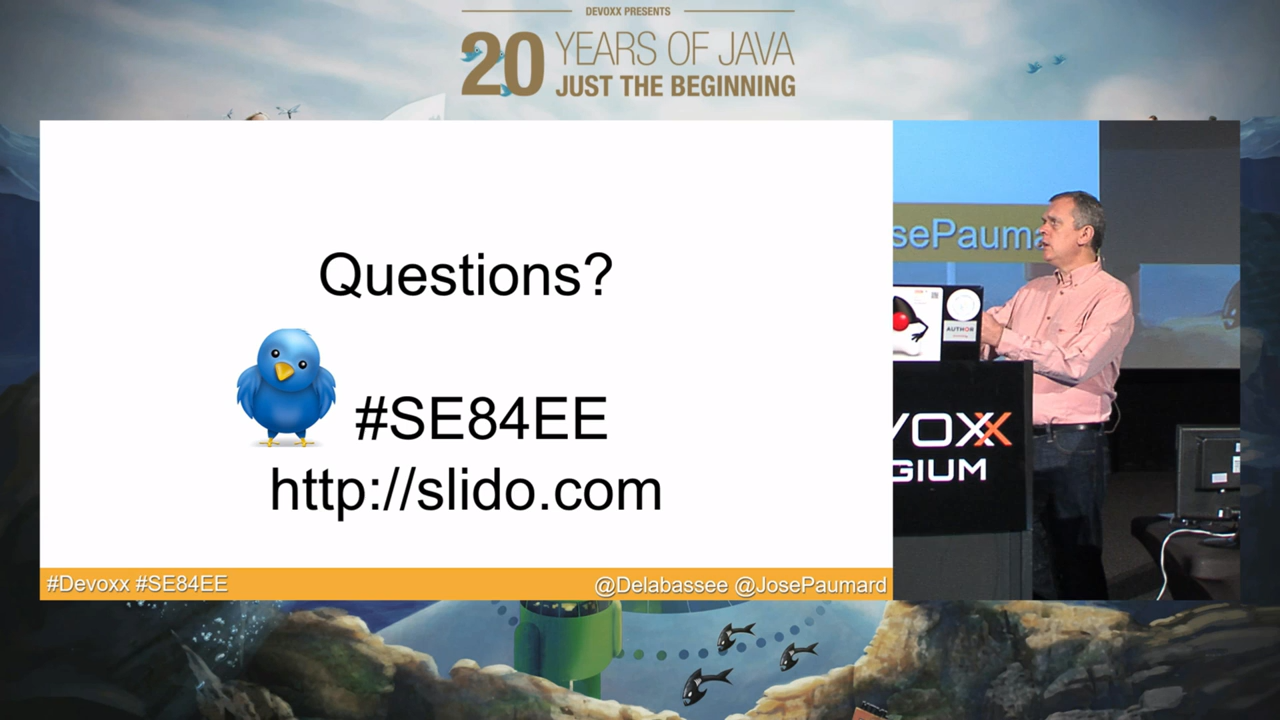 DEVOXX PRESENTS
20 YEARS OF JAVA
JUST THE BEGINNING
Questions?
#SE84EE
http://slido.com
#Devoxx #SE84EE
@Delabassee @JosePaumard
sePauma
AUTHOR
VOXX
GIUM